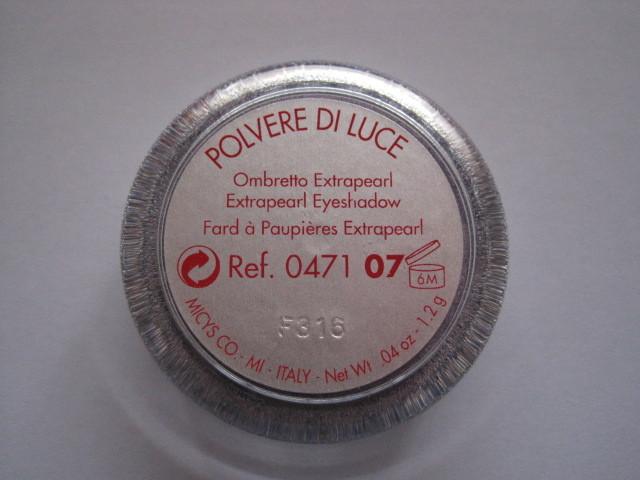 POLVERE DI LUCE
Ombretto Extrapearl
Extrapearl Eyeshadow
Fard à Paupières Extrapearl
Ref. 0471 07
6M
F316
MICYS CO. - MI - ITALY - Net Wt .04 oz - 1.2 g